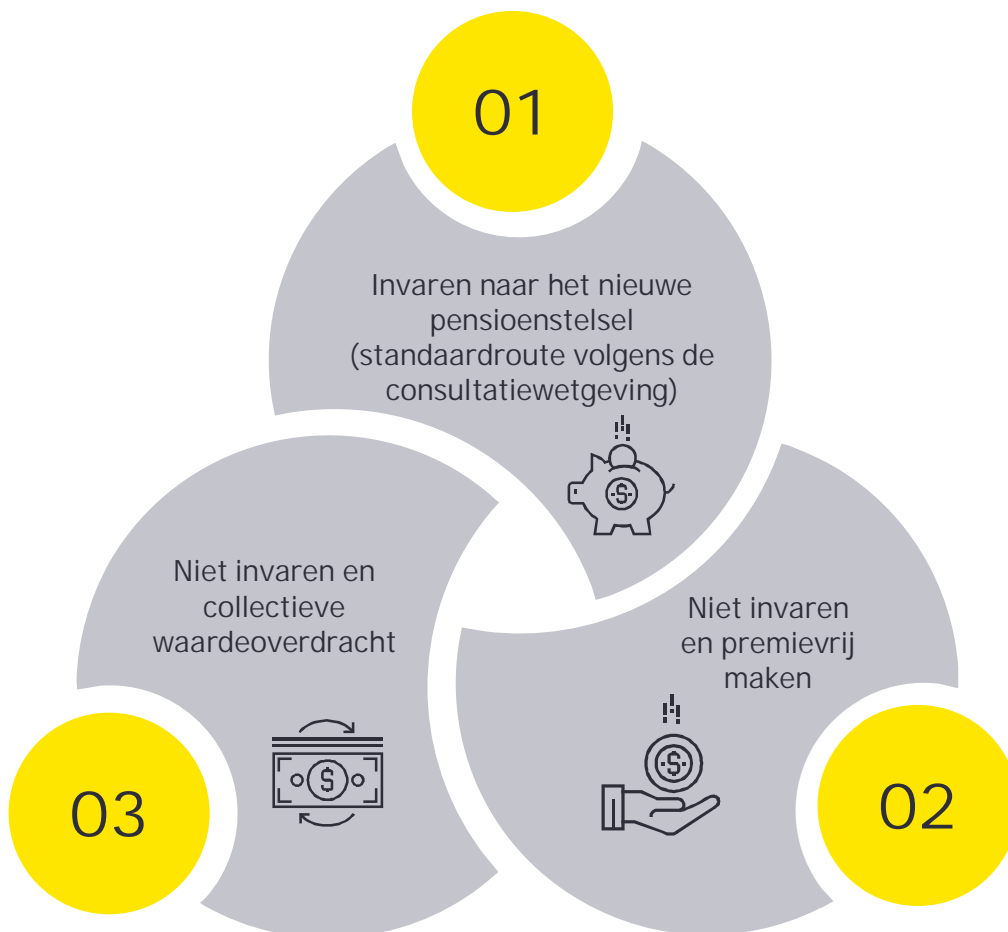 01
Invaren naar het nieuwe
pensioenstelsel
(standaardroute volgens de
consultatiewetgeving)
Niet invaren
en premievrij
maken
02
Niet invaren en
collectieve
waardeoverdracht
03